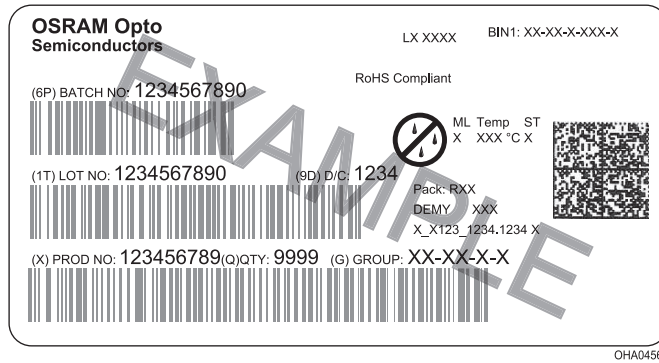 OSRAM Opto
Semiconductors
LX XXXX
BIN1: XX-XX-X-XXX-X
RoHS Compliant
(6P) BATCH NO: 1234567890
ML Temp ST
X XXX °C X
(1T) LOT NO: 1234567890
(9D) D/C: 1234
Pack: RXX
DEMY XXX
X_X123_1234.1234 X
(X) PROD NO: 123456789(Q)QTY: 9999 (G) GROUP: XX-XX-X-X
EXAMPLE
OHA0456